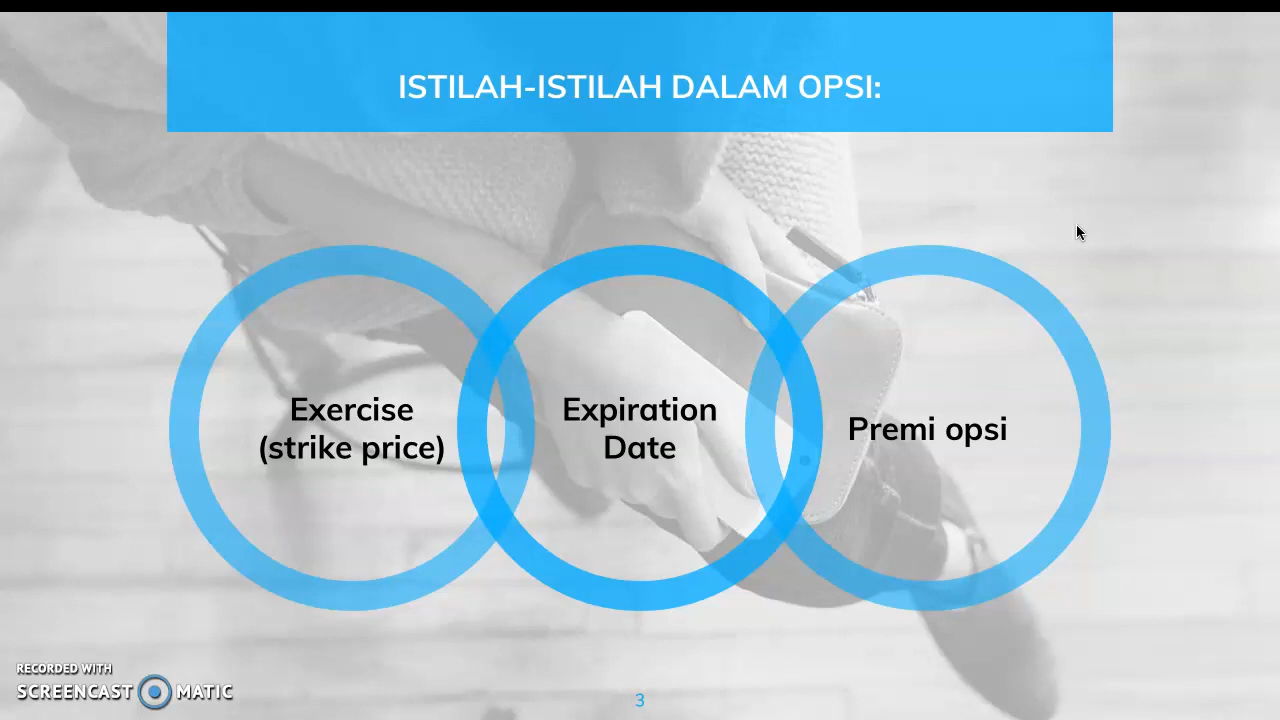 ISTILAH-ISTILAH DALAM OPSI:
Exercise
(strike price)
Expiration
Date
Premi opsi
RECORDED WITH
SCREENCAST MATIC
3